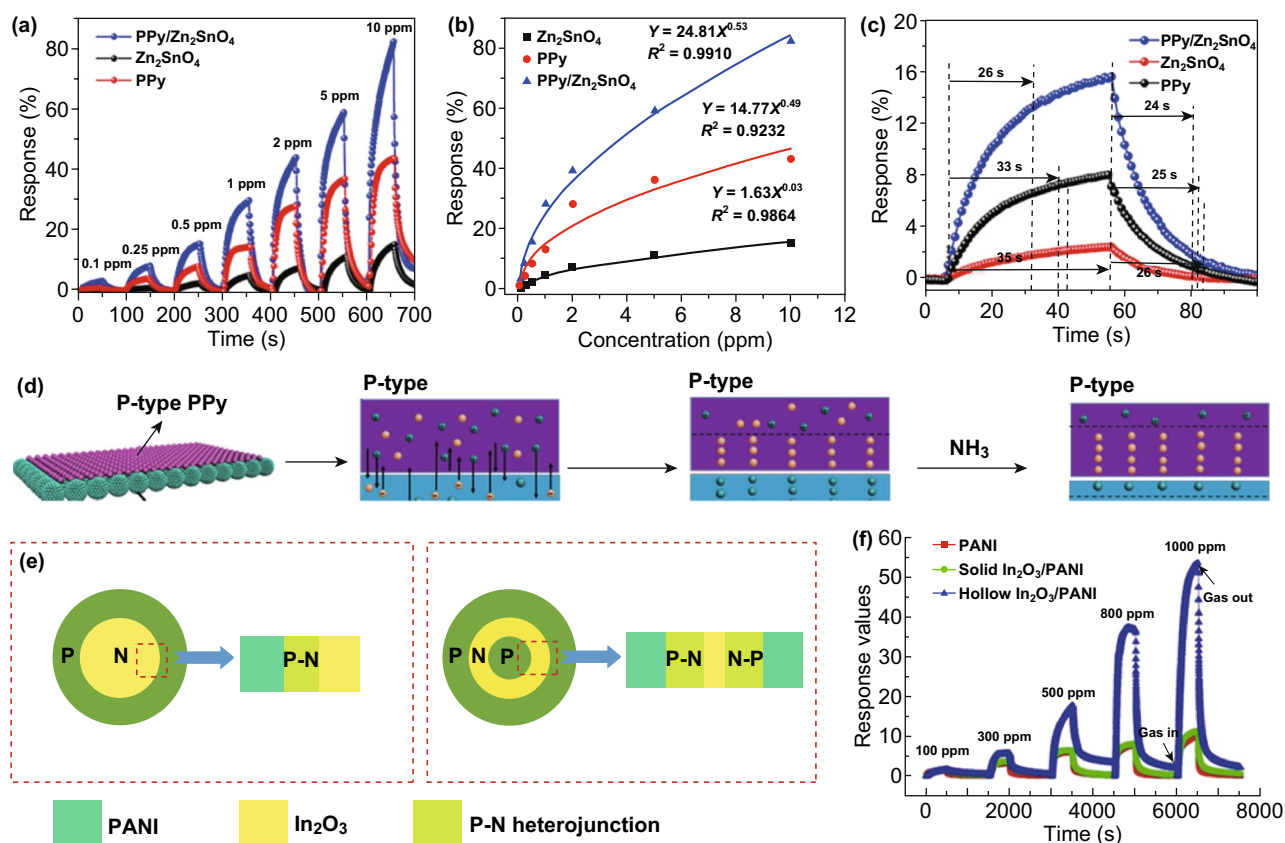 (a)
PPy/Zn₂SnO₄
Zn₂SnO₄
PPy
10 ppm
5 ppm
2 ppm
1 ppm
0.5 ppm
0.25 ppm
0.1 ppm
Response (%)
80
60
40
20
0
0 100 200 300 400 500 600 700
Time (s)
(b)
Zn₂SnO₄
PPy
PPy/Zn₂SnO₄
Y = 24.81X^0.53
R² = 0.9910
Y = 14.77X^0.49
R² = 0.9232
Y = 1.63X^0.03
R² = 0.9864
Response (%)
80
60
40
20
0
0 2 4 6 8 10 12
Concentration (ppm)
(c)
PPy/Zn₂SnO₄
Zn₂SnO₄
PPy
26 s
24 s
33 s
25 s
35 s
26 s
Response (%)
16
12
8
4
0
0 20 40 60 80
Time (s)
(d)
P-type PPy
P-type
P-type
NH₃
P-type
(e)
P N
P-N
P N P
P-N N-P
PANI
In₂O₃
P-N heterojunction
(f)
PANI
Solid In₂O₃/PANI
Hollow In₂O₃/PANI
1000 ppm
Gas out
800 ppm
500 ppm
Gas in
300 ppm
100 ppm
Response values
60
50
40
30
20
10
0
0 2000 4000 6000 8000
Time (s)